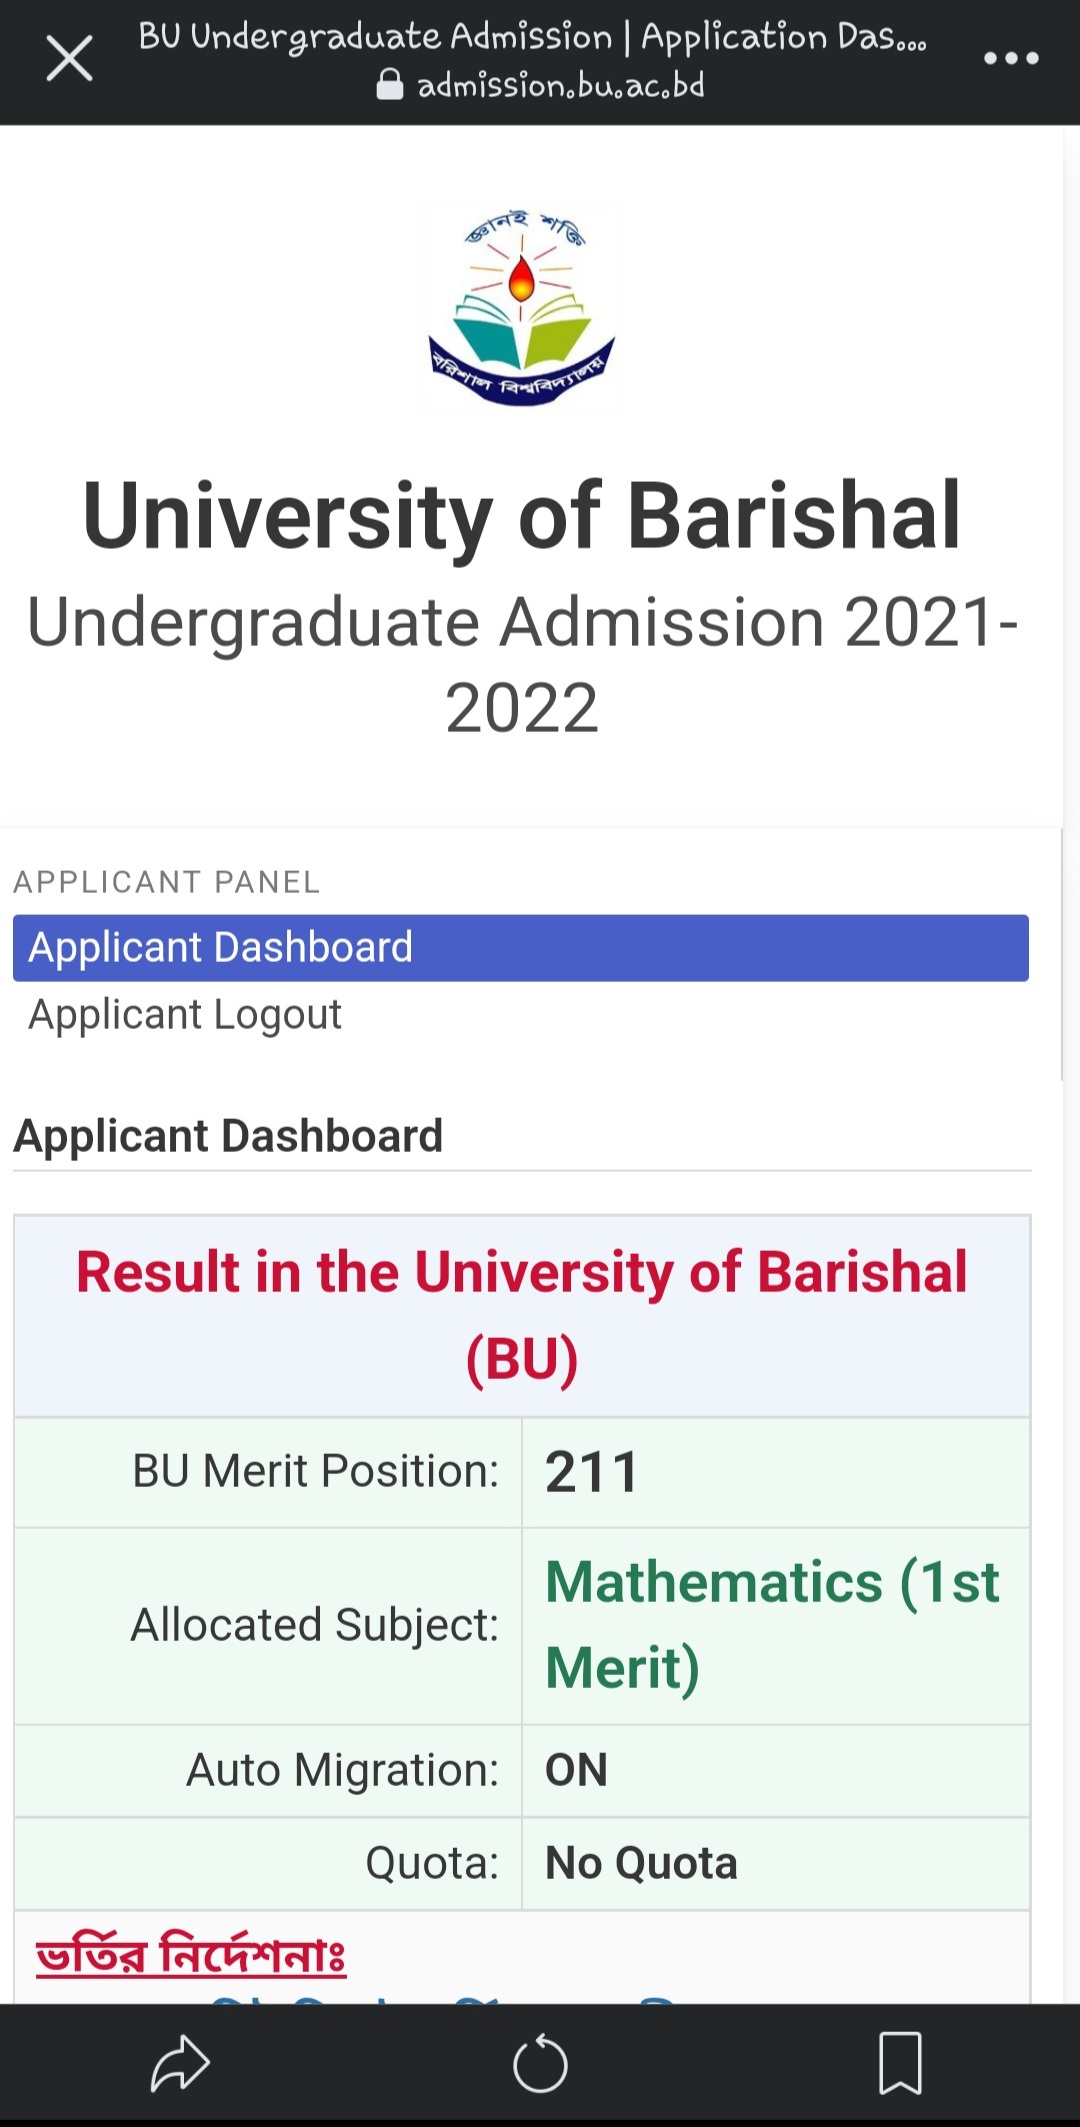 BU Undergraduate Admission | Application Das...
admission.bu.ac.bd
জ্ঞানই শক্তি
বরিশাল বিশ্ববিদ্যালয়
University of Barishal
Undergraduate Admission 2021-
2022
APPLICANT PANEL
Applicant Dashboard
Applicant Logout
Applicant Dashboard
Result in the University of Barishal
(BU)
BU Merit Position: 211
Allocated Subject: Mathematics (1st
Merit)
Auto Migration: ON
Quota: No Quota
ভর্তির নির্দেশনাঃ